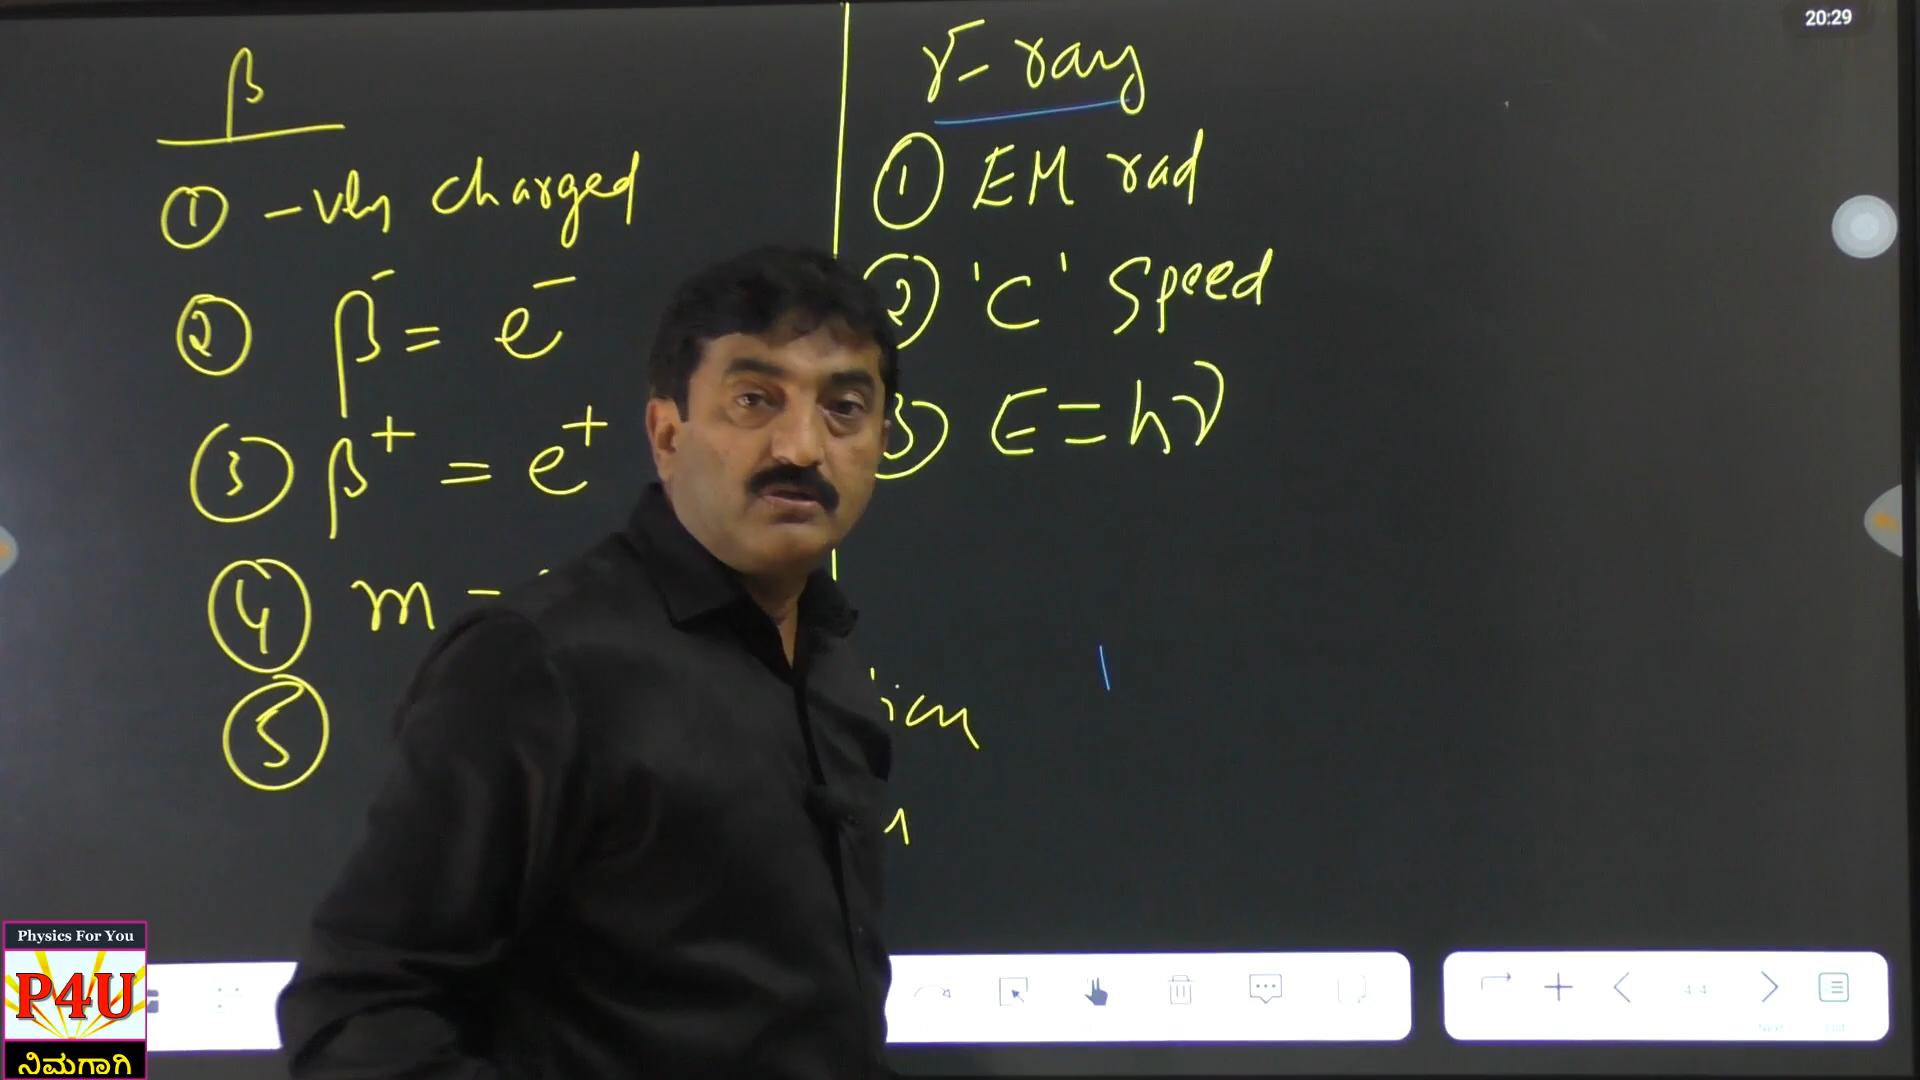 20:29
β
① -vly charged
② β⁻ = e⁻
③ β⁺ = e⁺
④ m -
⑤
γ- ray
① EM rad
② 'C' Speed
③ E = hν
Physics For You
P4U
ನಿಮಗಾಗಿ